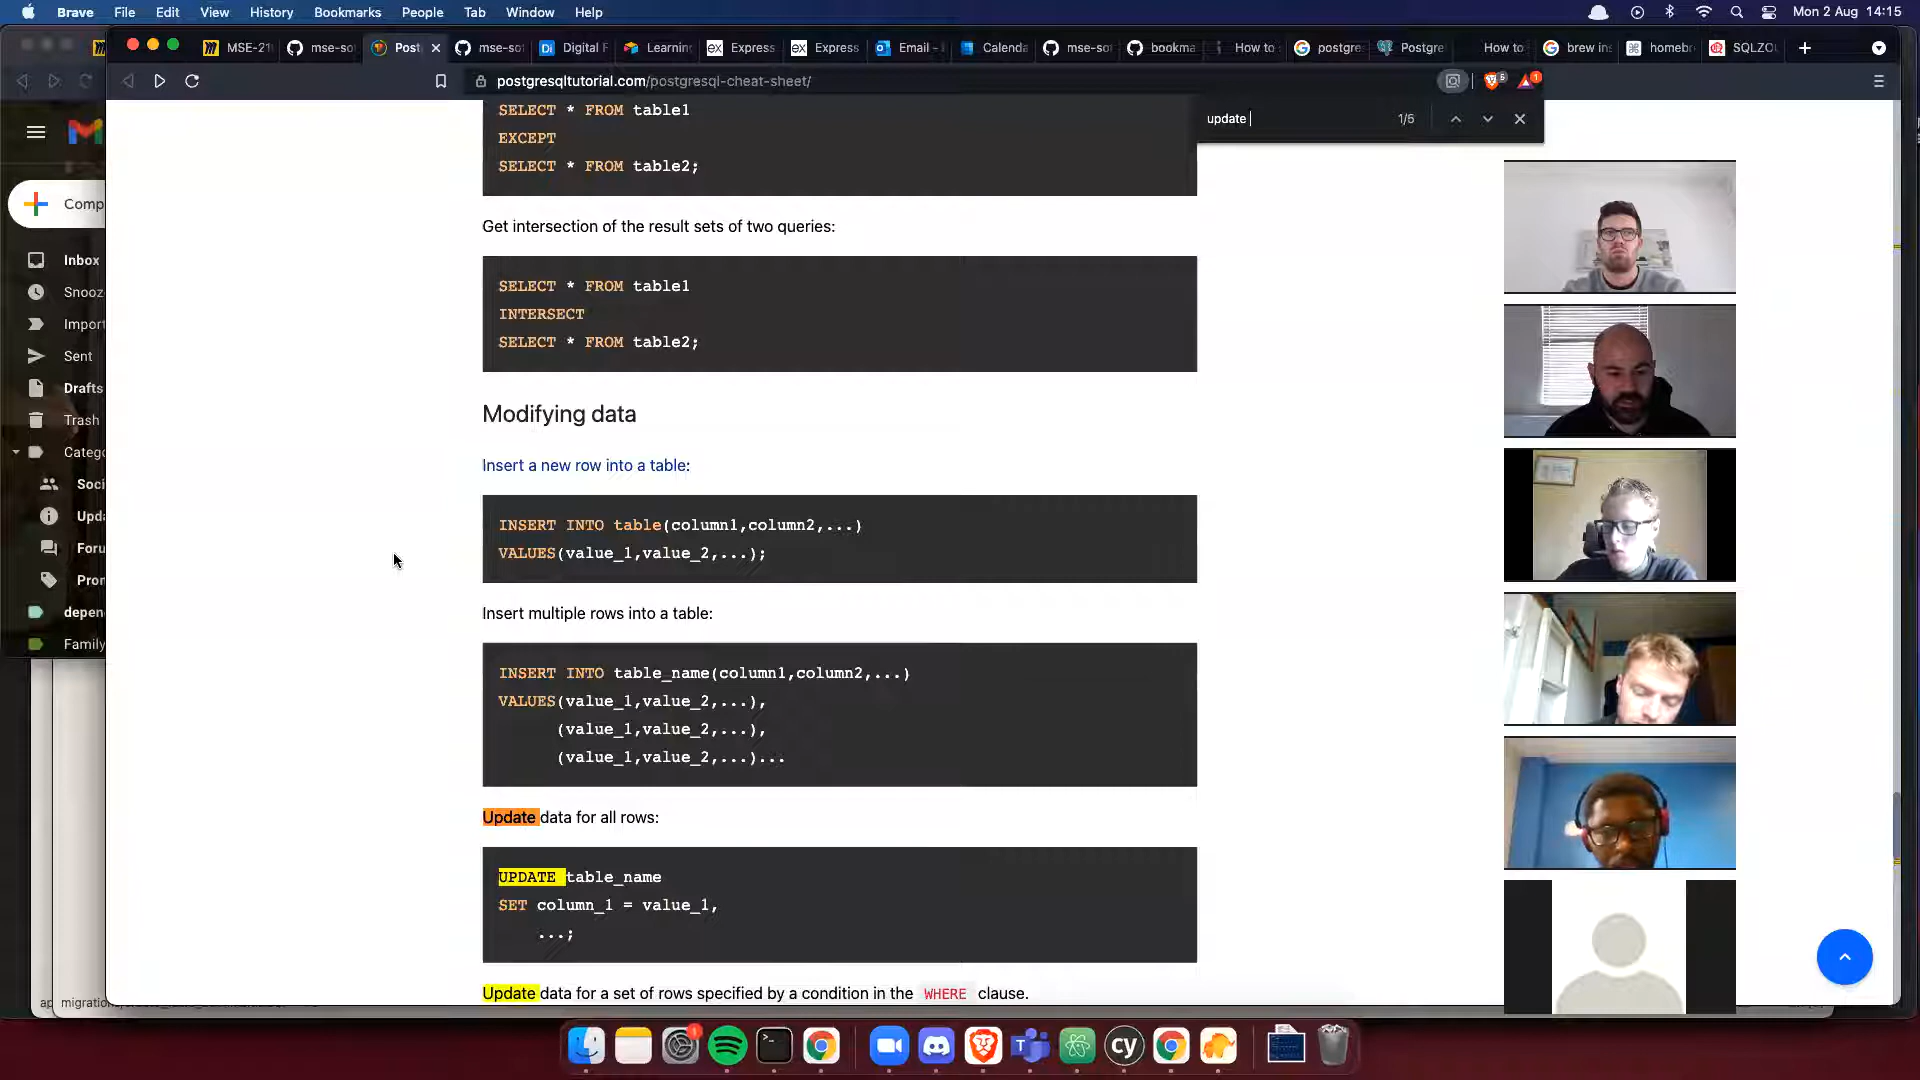 Brave File Edit View History Bookmarks People Tab Window Help
Mon 2 Aug 14:15
MSE-21 mse-so Post mse-so Digital F Learnin Express Express Email - Calenda mse-so bookma How to postgre Postgre How to brew in homebr SQLZO
postgresqltutorial.com/postgresql-cheat-sheet/
update
1/5
Comp
Inbox
Snooz
Import
Sent
Drafts
Trash
Catego
Soci
Upda
Foru
Pron
depen
Family
SELECT * FROM table1
EXCEPT
SELECT * FROM table2;
Get intersection of the result sets of two queries:
SELECT * FROM table1
INTERSECT
SELECT * FROM table2;
Modifying data
Insert a new row into a table:
INSERT INTO table(column1,column2,...)
VALUES(value_1,value_2,...);
Insert multiple rows into a table:
INSERT INTO table_name(column1,column2,...)
VALUES(value_1,value_2,...),
(value_1,value_2,...),
(value_1,value_2,...)...
Update data for all rows:
UPDATE table_name
SET column_1 = value_1,
...;
Update data for a set of rows specified by a condition in the WHERE clause.
cy